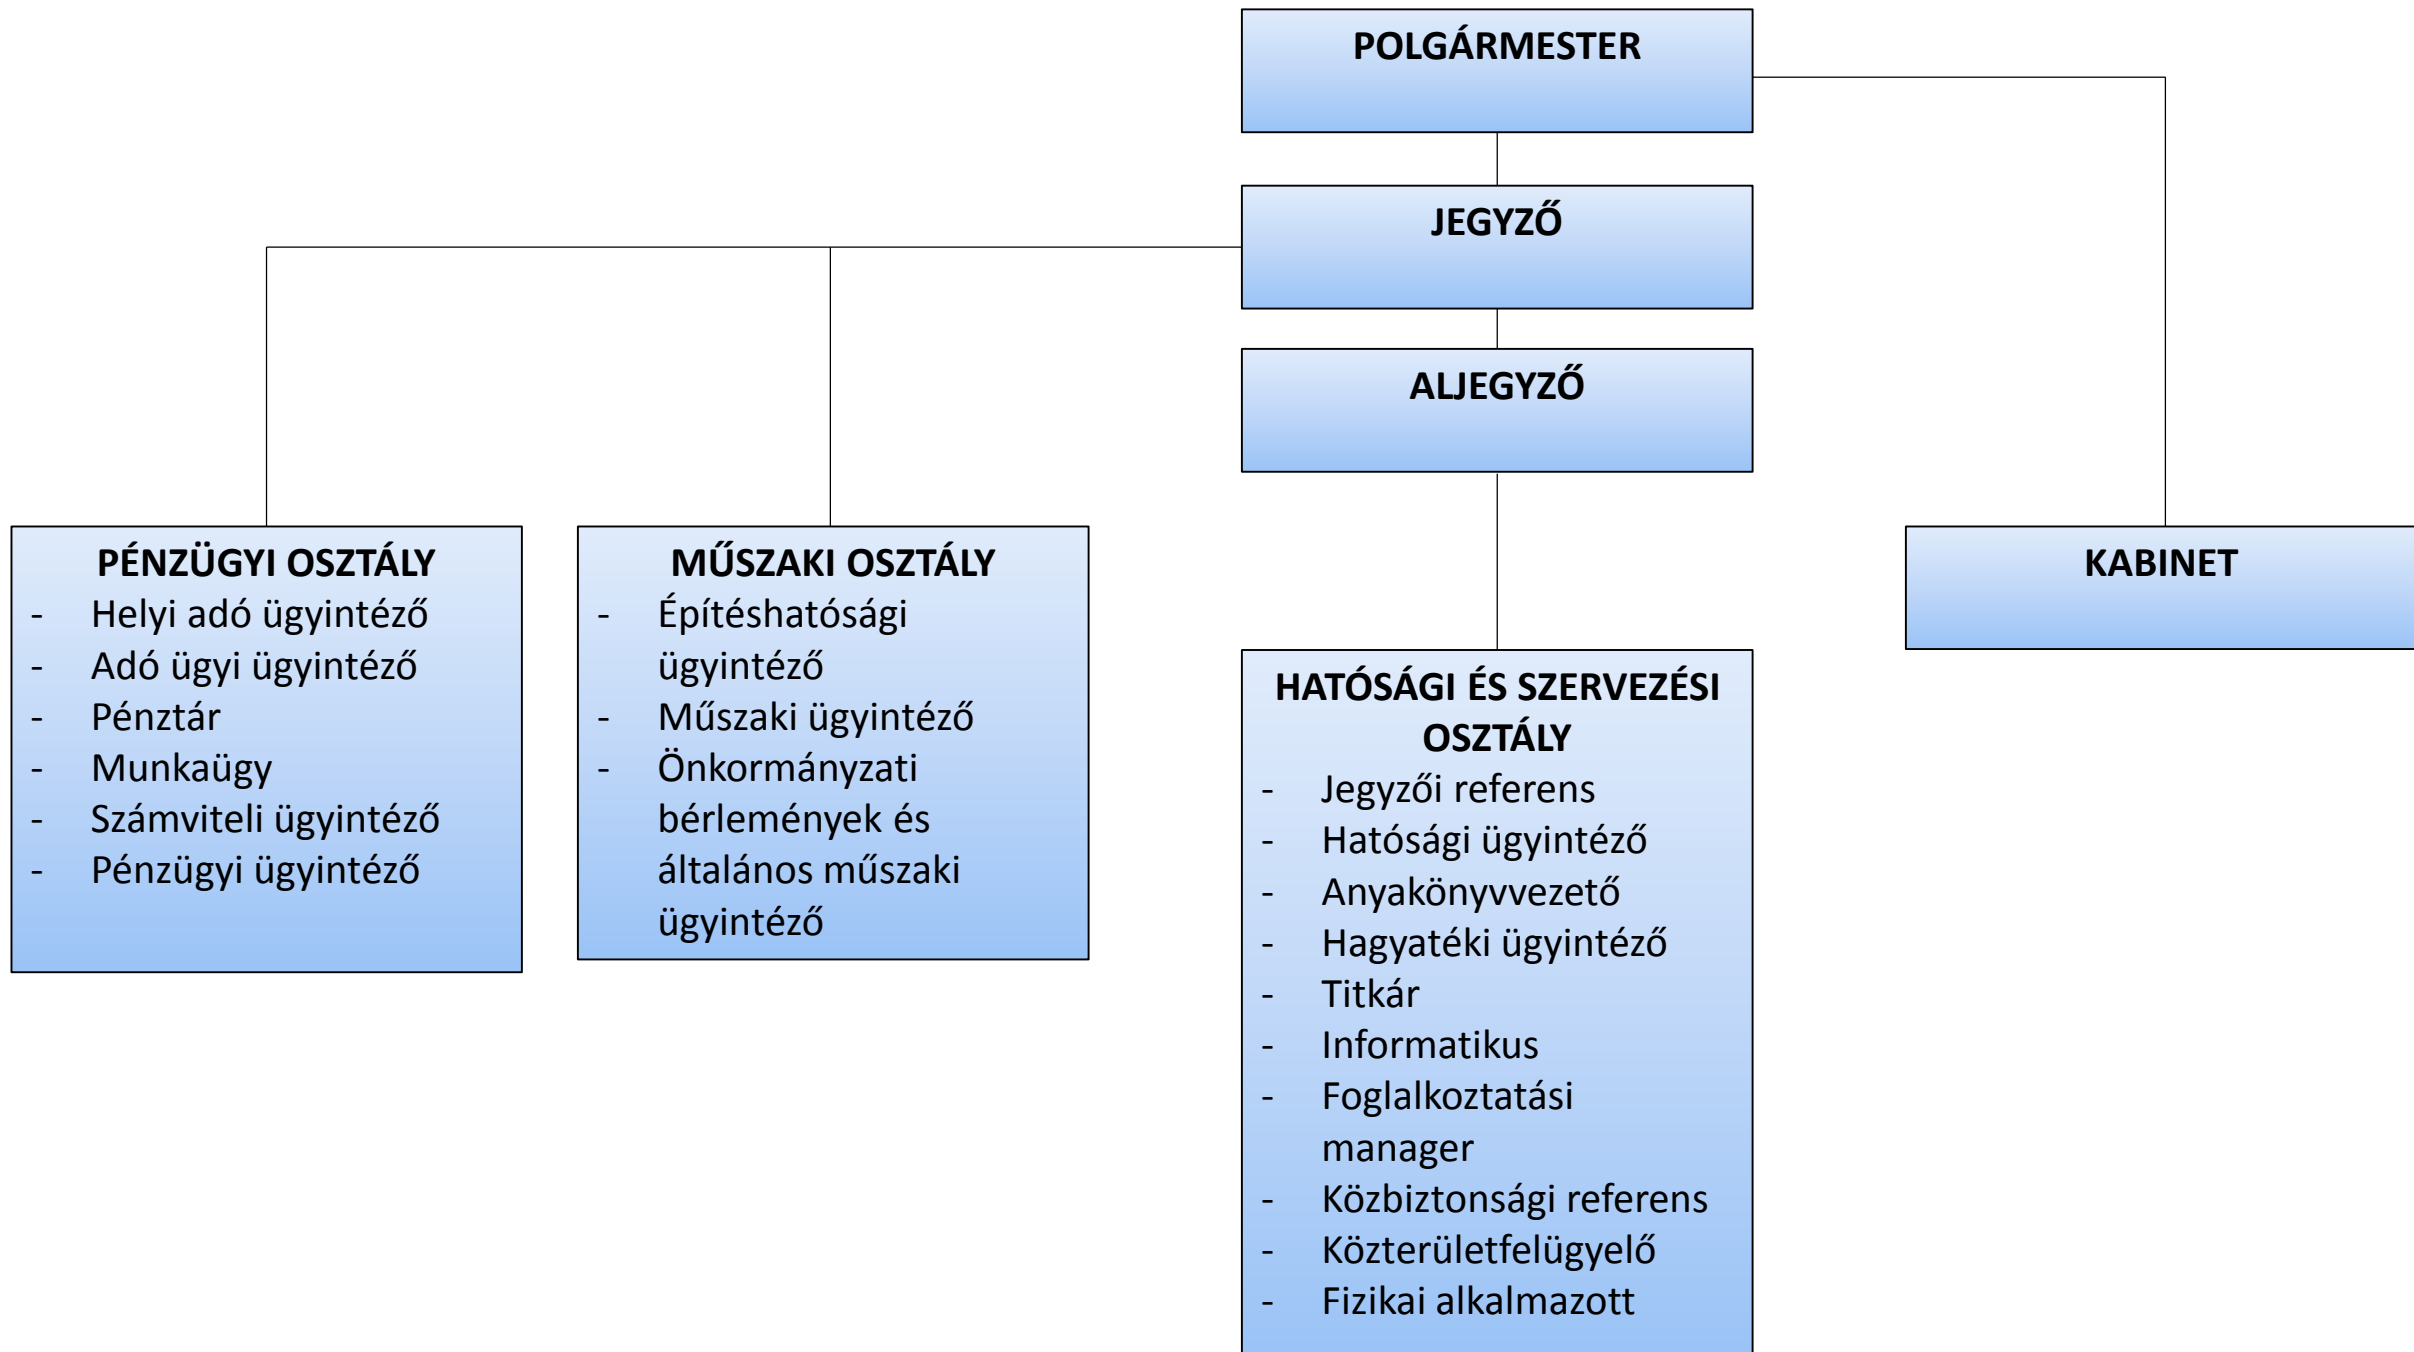 POLGÁRMESTER
JEGYZŐ
ALJEGYZŐ
PÉNZÜGYI OSZTÁLY
- Helyi adó ügyintéző
- Adó ügyi ügyintéző
- Pénztár
- Munkaügy
- Számviteli ügyintéző
- Pénzügyi ügyintéző
MŰSZAKI OSZTÁLY
- Építéshatósági
ügyintéző
- Műszaki ügyintéző
- Önkormányzati
bérlemények és
általános műszaki
ügyintéző
HATÓSÁGI ÉS SZERVEZÉSI
OSZTÁLY
- Jegyzői referens
- Hatósági ügyintéző
- Anyakönyvvezető
- Hagyatéki ügyintéző
- Titkár
- Informatikus
- Foglalkoztatási
manager
- Közbiztonsági referens
- Közterületfelügyelő
- Fizikai alkalmazott
KABINET